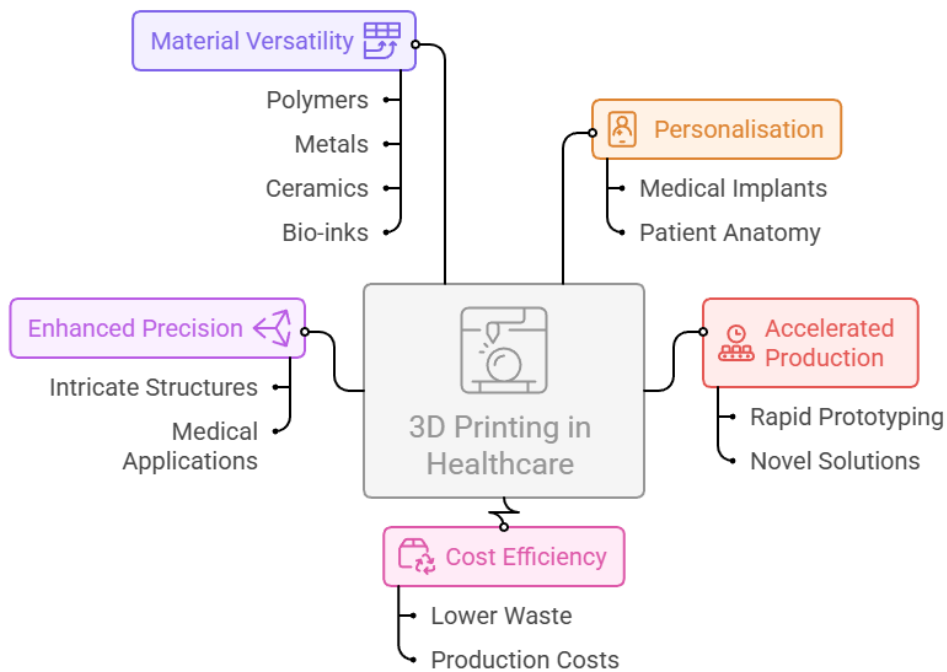 Material Versatility
Polymers
Metals
Ceramics
Bio-inks
Personalisation
Medical Implants
Patient Anatomy
Enhanced Precision
Intricate Structures
Medical
Applications
3D Printing in
Healthcare
Accelerated
Production
Rapid Prototyping
Novel Solutions
Cost Efficiency
Lower Waste
Production Costs